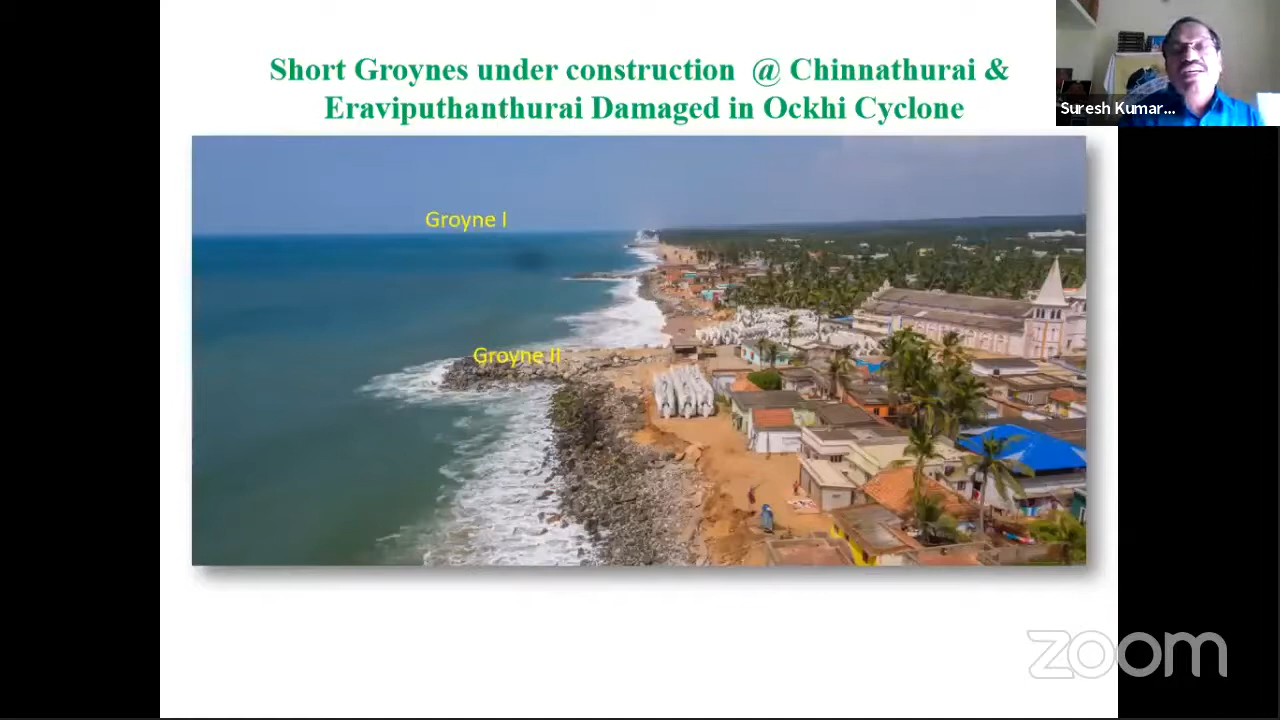 Short Groynes under construction @ Chinnathurai &
Eraviputhanthurai Damaged in Ockhi Cyclone
Suresh Kumar...
Groyne I
Groyne II
zoom